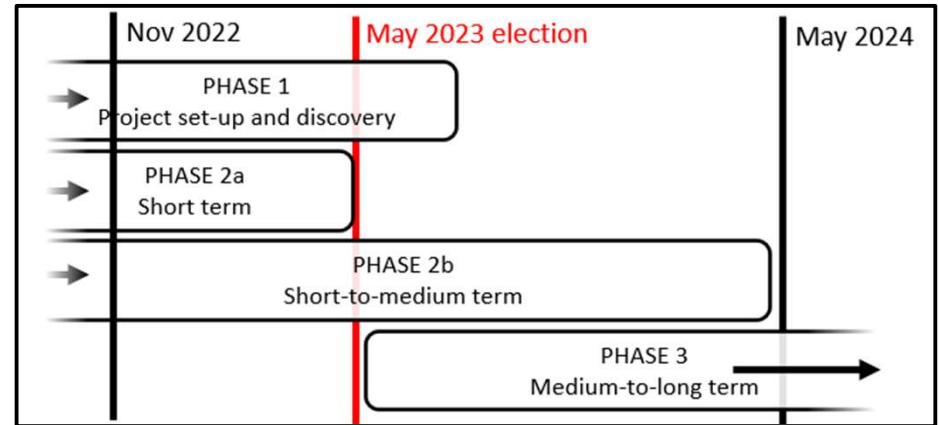 Nov 2022
May 2023 election
May 2024
PHASE 1
Project set-up and discovery
PHASE 2a
Short term
PHASE 2b
Short-to-medium term
PHASE 3
Medium-to-long term